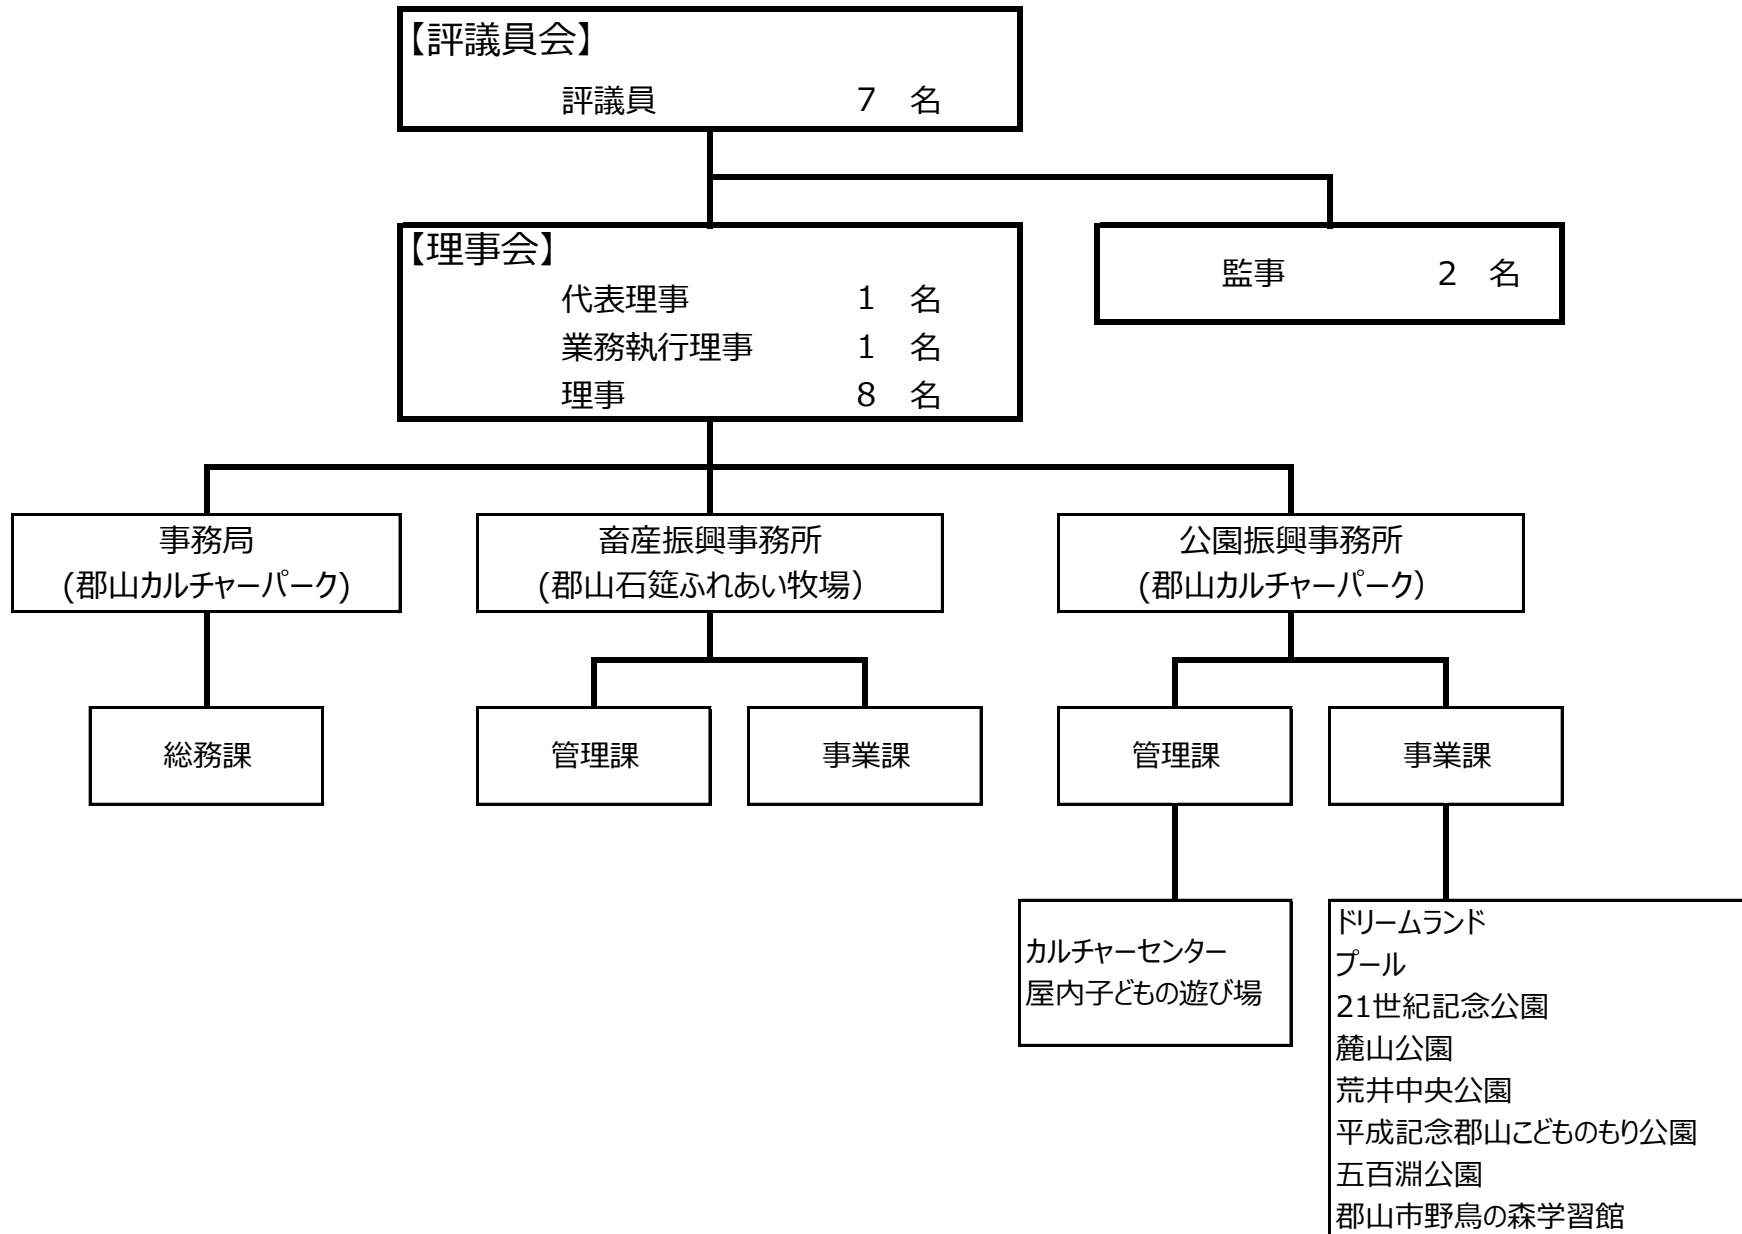 【評議員会】
評議員 7 名
【理事会】
代表理事 1 名
業務執行理事 1 名
理事 8 名
監事 2 名
事務局
(郡山カルチャーパーク)
畜産振興事務所
(郡山石筵ふれあい牧場）
公園振興事務所
(郡山カルチャーパーク）
総務課
管理課
事業課
管理課
事業課
カルチャーセンター
屋内子どもの遊び場
ドリームランド
プール
21世紀記念公園
麓山公園
荒井中央公園
平成記念郡山こどものもり公園
五百淵公園
郡山市野鳥の森学習館